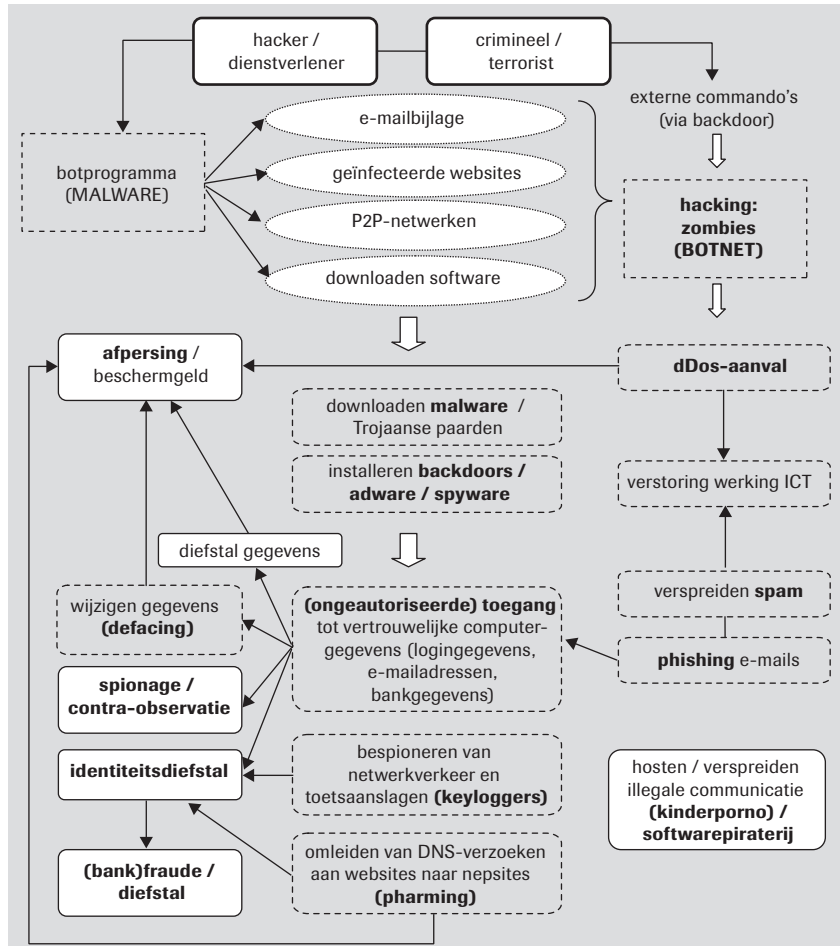 hacker /
dienstverlener
crimineel /
terrorist
externe commando's
(via backdoor)
botprogramma
(MALWARE)
e-mailbijlage
geïnfecteerde websites
P2P-netwerken
downloaden software
hacking:
zombies
(BOTNET)
afpersing /
beschermgeld
dDos-aanval
downloaden malware /
Trojaanse paarden
installeren backdoors /
adware / spyware
verstoring werking ICT
diefstal gegevens
wijzigen gegevens
(defacing)
(ongeautoriseerde) toegang
tot vertrouwelijke computer-
gegevens (logingegevens,
e-mailadressen,
bankgegevens)
verspreiden spam
phishing e-mails
spionage /
contra-observatie
identiteitsdiefstal
bespioneren van
netwerkverkeer en
toetsaanslagen (keyloggers)
hosten / verspreiden
illegale communicatie
(kinderporno) /
softwarepiraterij
(bank)fraude /
diefstal
omleiden van DNS-verzoeken
aan websites naar nepsites
(pharming)